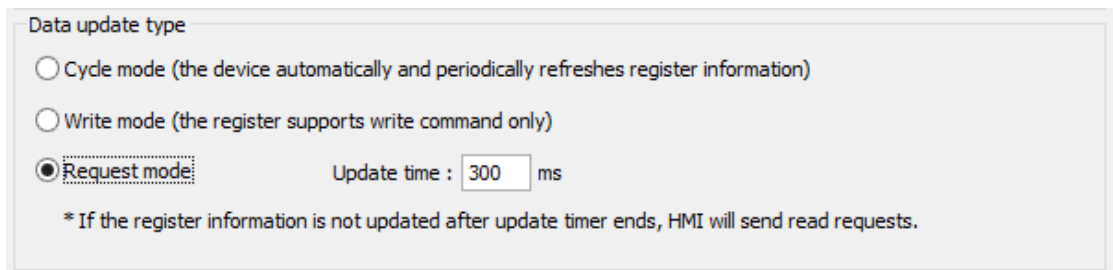 Data update type
Cycle mode (the device automatically and periodically refreshes register information)
Write mode (the register supports write command only)
Request mode Update time : 300 ms
* If the register information is not updated after update timer ends, HMI will send read requests.